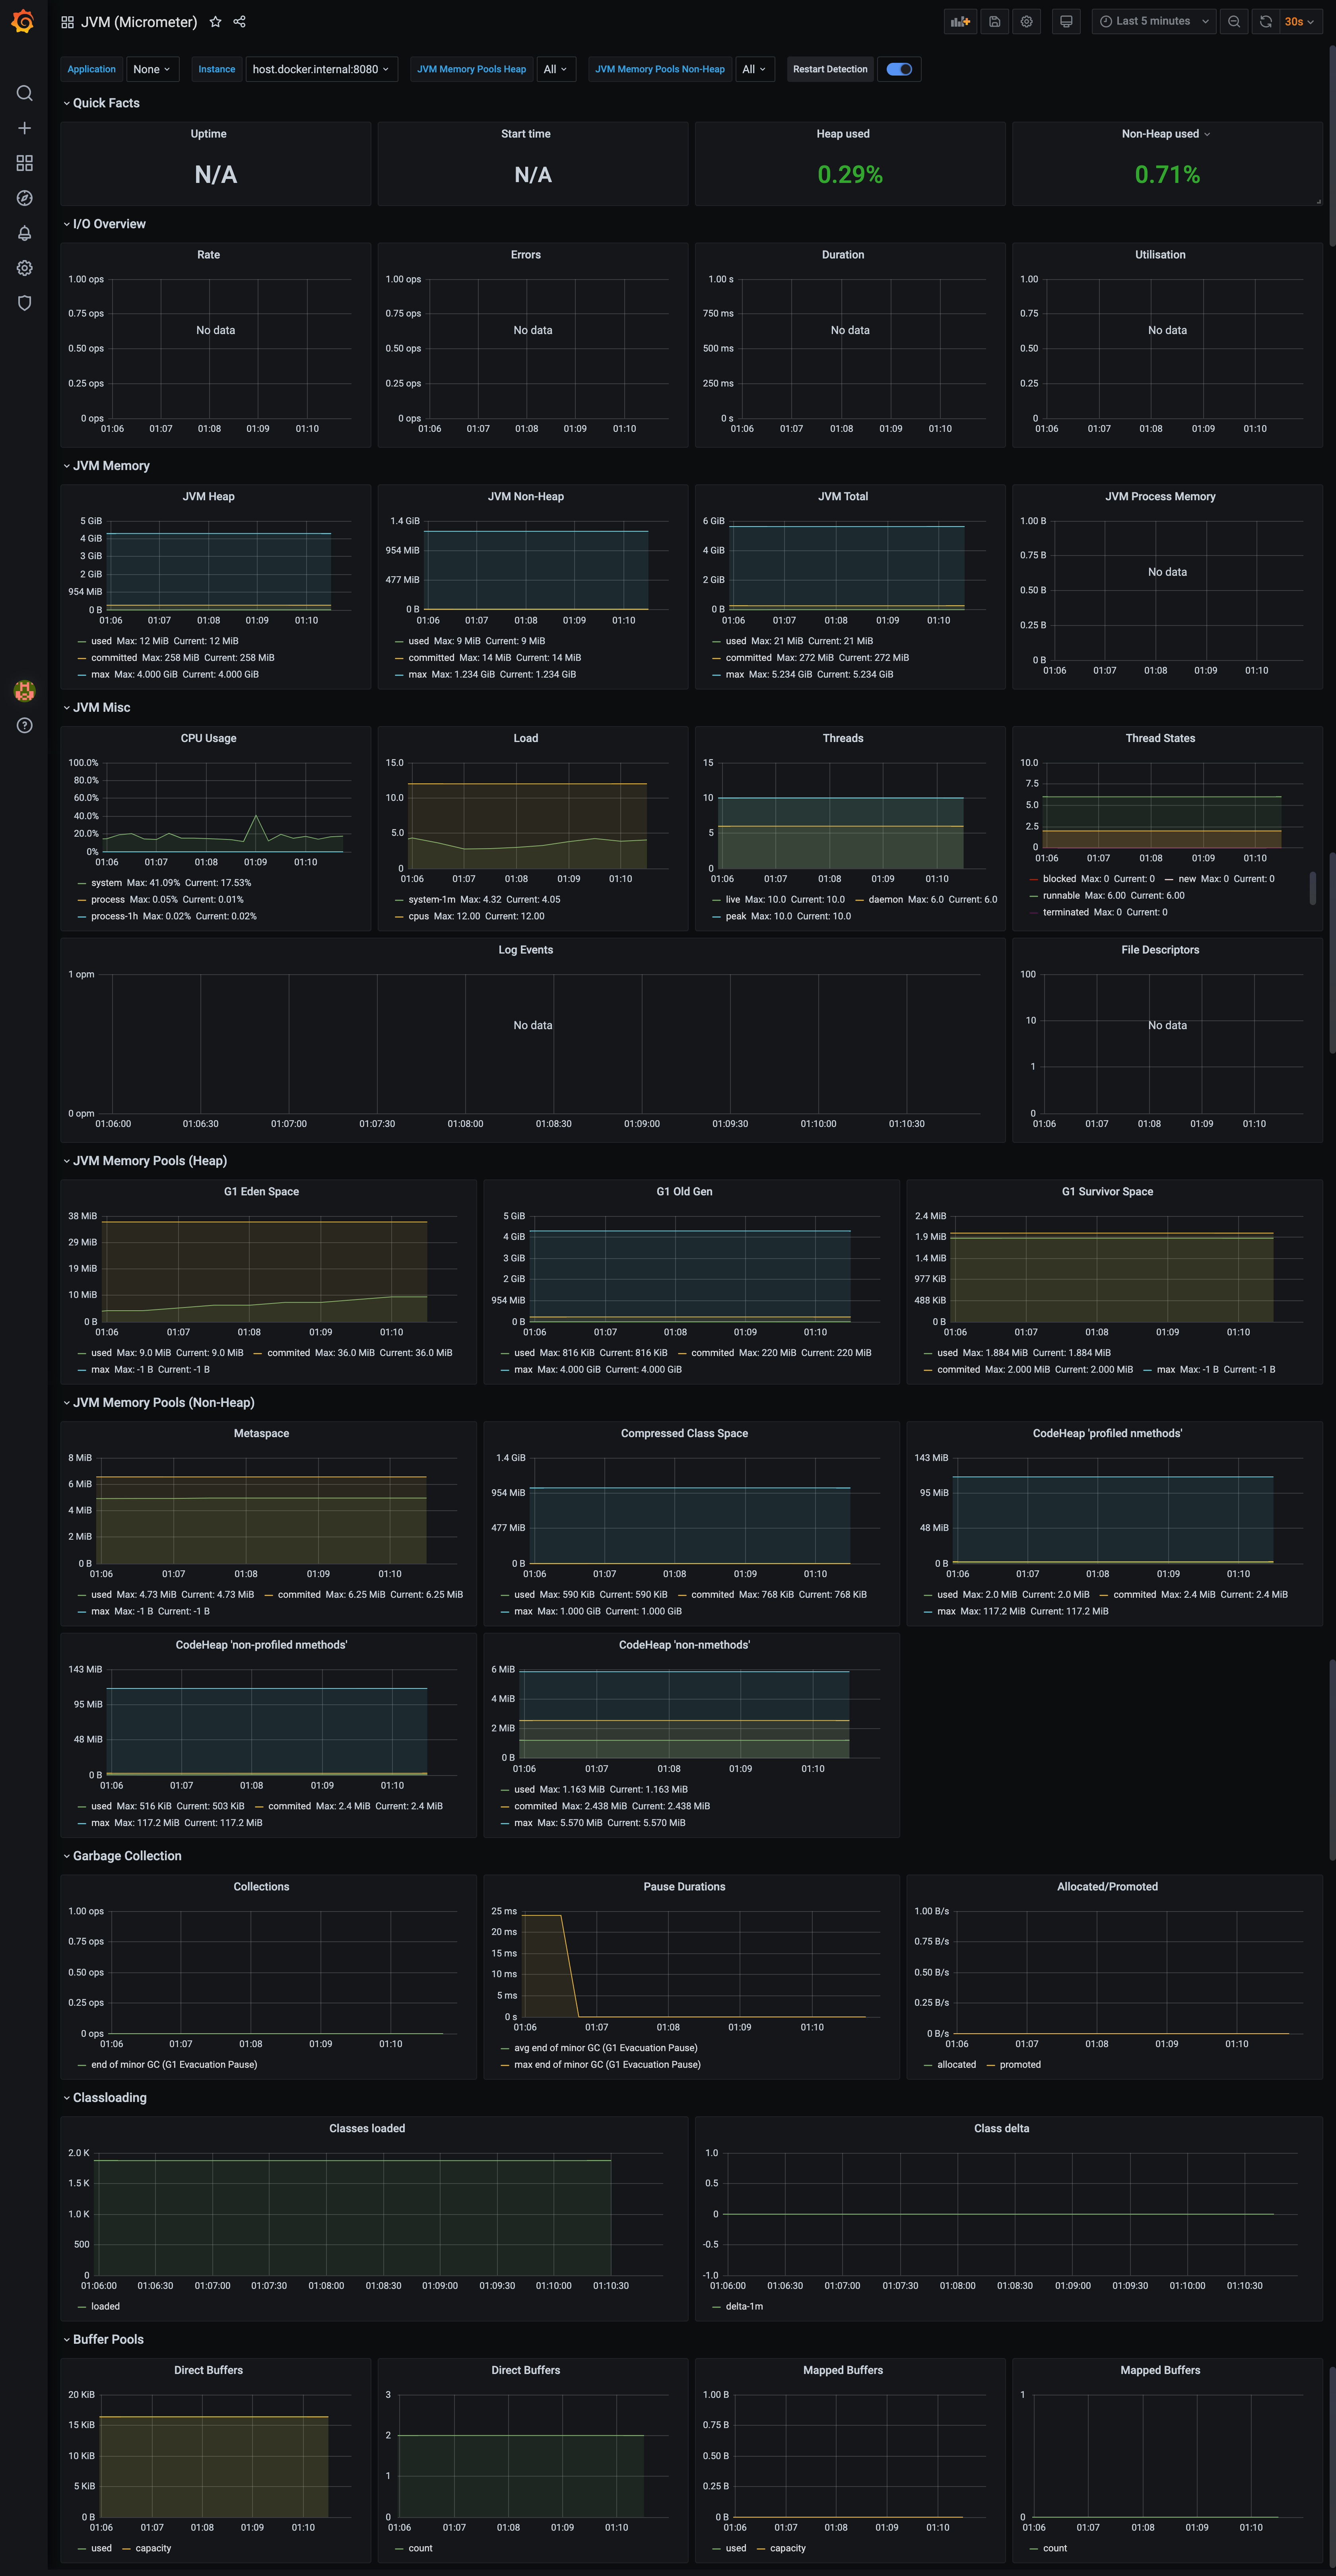 JVM (Micrometer)
Last 5 minutes
30s
Application None Instance host.docker.internal:8080 JVM Memory Pools Heap All JVM Memory Pools Non-Heap All Restart Detection
Quick Facts
Uptime
N/A
Start time
N/A
Heap used
0.29%
Non-Heap used
0.71%
I/O Overview
Rate
1.00 ops
0.75 ops
0.50 ops
0.25 ops
0 ops
No data
01:06 01:07 01:08 01:09 01:10
Errors
1.00 ops
0.75 ops
0.50 ops
0.25 ops
0 ops
No data
01:06 01:07 01:08 01:09 01:10
Duration
1.00 s
750 ms
500 ms
250 ms
0 s
No data
01:06 01:07 01:08 01:09 01:10
Utilisation
1.00
0.75
0.50
0.25
0
No data
01:06 01:07 01:08 01:09 01:10
JVM Memory
JVM Heap
5 GiB
4 GiB
3 GiB
2 GiB
954 MiB
0 B
01:06 01:07 01:08 01:09 01:10
used Max: 12 MiB Current: 12 MiB
committed Max: 258 MiB Current: 258 MiB
max Max: 4.000 GiB Current: 4.000 GiB
JVM Non-Heap
1.4 GiB
954 MiB
477 MiB
0 B
01:06 01:07 01:08 01:09 01:10
used Max: 9 MiB Current: 9 MiB
committed Max: 14 MiB Current: 14 MiB
max Max: 1.234 GiB Current: 1.234 GiB
JVM Total
6 GiB
4 GiB
2 GiB
0 B
01:06 01:07 01:08 01:09 01:10
used Max: 21 MiB Current: 21 MiB
committed Max: 272 MiB Current: 272 MiB
max Max: 5.234 GiB Current: 5.234 GiB
JVM Process Memory
1.00 B
0.75 B
0.50 B
0.25 B
0 B
No data
01:06 01:07 01:08 01:09 01:10
JVM Misc
CPU Usage
100.0%
80.0%
60.0%
40.0%
20.0%
0%
01:06 01:07 01:08 01:09 01:10
system Max: 41.09% Current: 17.53%
process Max: 0.05% Current: 0.01%
process-1h Max: 0.02% Current: 0.02%
Load
15.0
10.0
5.0
0
01:06 01:07 01:08 01:09 01:10
system-1m Max: 4.32 Current: 4.05
cpus Max: 12.00 Current: 12.00
Threads
15
10
5
0
01:06 01:07 01:08 01:09 01:10
live Max: 10.0 Current: 10.0 daemon Max: 6.0 Current: 6.0
peak Max: 10.0 Current: 10.0
Thread States
10.0
7.5
5.0
2.5
0
01:06 01:07 01:08 01:09 01:10
blocked Max: 0 Current: 0 new Max: 0 Current: 0
runnable Max: 6.00 Current: 6.00
terminated Max: 0 Current: 0
Log Events
1 opm
0 opm
No data
01:06:00 01:06:30 01:07:00 01:07:30 01:08:00 01:08:30 01:09:00 01:09:30 01:10:00 01:10:30
File Descriptors
100
10
1
0
No data
01:06 01:07 01:08 01:09 01:10
JVM Memory Pools (Heap)
G1 Eden Space
38 MiB
29 MiB
19 MiB
10 MiB
0 B
01:06 01:07 01:08 01:09 01:10
used Max: 9.0 MiB Current: 9.0 MiB commited Max: 36.0 MiB Current: 36.0 MiB
max Max: -1 B Current: -1 B
G1 Old Gen
5 GiB
4 GiB
3 GiB
2 GiB
954 MiB
0 B
01:06 01:07 01:08 01:09 01:10
used Max: 816 KiB Current: 816 KiB commited Max: 220 MiB Current: 220 MiB
max Max: 4.000 GiB Current: 4.000 GiB
G1 Survivor Space
2.4 MiB
1.9 MiB
1.4 MiB
977 KiB
488 KiB
0 B
01:06 01:07 01:08 01:09 01:10
used Max: 1.884 MiB Current: 1.884 MiB
commited Max: 2.000 MiB Current: 2.000 MiB max Max: -1 B Current: -1 B
JVM Memory Pools (Non-Heap)
Metaspace
8 MiB
6 MiB
4 MiB
2 MiB
0 B
01:06 01:07 01:08 01:09 01:10
used Max: 4.73 MiB Current: 4.73 MiB commited Max: 6.25 MiB Current: 6.25 MiB
max Max: -1 B Current: -1 B
Compressed Class Space
1.4 GiB
954 MiB
477 MiB
0 B
01:06 01:07 01:08 01:09 01:10
used Max: 590 KiB Current: 590 KiB commited Max: 768 KiB Current: 768 KiB
max Max: 1.000 GiB Current: 1.000 GiB
CodeHeap 'profiled nmethods'
143 MiB
95 MiB
48 MiB
0 B
01:06 01:07 01:08 01:09 01:10
used Max: 2.0 MiB Current: 2.0 MiB commited Max: 2.4 MiB Current: 2.4 MiB
max Max: 117.2 MiB Current: 117.2 MiB
CodeHeap 'non-profiled nmethods'
143 MiB
95 MiB
48 MiB
0 B
01:06 01:07 01:08 01:09 01:10
used Max: 516 KiB Current: 503 KiB commited Max: 2.4 MiB Current: 2.4 MiB
max Max: 117.2 MiB Current: 117.2 MiB
CodeHeap 'non-nmethods'
6 MiB
4 MiB
2 MiB
0 B
01:06 01:07 01:08 01:09 01:10
used Max: 1.163 MiB Current: 1.163 MiB
commited Max: 2.438 MiB Current: 2.438 MiB
max Max: 5.570 MiB Current: 5.570 MiB
Garbage Collection
Collections
1.00 ops
0.75 ops
0.50 ops
0.25 ops
0 ops
01:06 01:07 01:08 01:09 01:10
end of minor GC (G1 Evacuation Pause)
Pause Durations
25 ms
20 ms
15 ms
10 ms
5 ms
0 s
01:06 01:07 01:08 01:09 01:10
avg end of minor GC (G1 Evacuation Pause)
max end of minor GC (G1 Evacuation Pause)
Allocated/Promoted
1.00 B/s
0.75 B/s
0.50 B/s
0.25 B/s
0 B/s
01:06 01:07 01:08 01:09 01:10
allocated promoted
Classloading
Classes loaded
2.0 K
1.5 K
1.0 K
500
0
01:06:00 01:06:30 01:07:00 01:07:30 01:08:00 01:08:30 01:09:00 01:09:30 01:10:00 01:10:30
loaded
Class delta
1.0
0.5
0
-0.5
-1.0
01:06:00 01:06:30 01:07:00 01:07:30 01:08:00 01:08:30 01:09:00 01:09:30 01:10:00 01:10:30
delta-1m
Buffer Pools
Direct Buffers
20 KiB
15 KiB
10 KiB
5 KiB
0 B
01:06 01:07 01:08 01:09 01:10
used capacity
Direct Buffers
3
2
1
0
01:06 01:07 01:08 01:09 01:10
count
Mapped Buffers
1.00 B
0.75 B
0.50 B
0.25 B
0 B
01:06 01:07 01:08 01:09 01:10
used capacity
Mapped Buffers
1
0
01:06 01:07 01:08 01:09 01:10
count